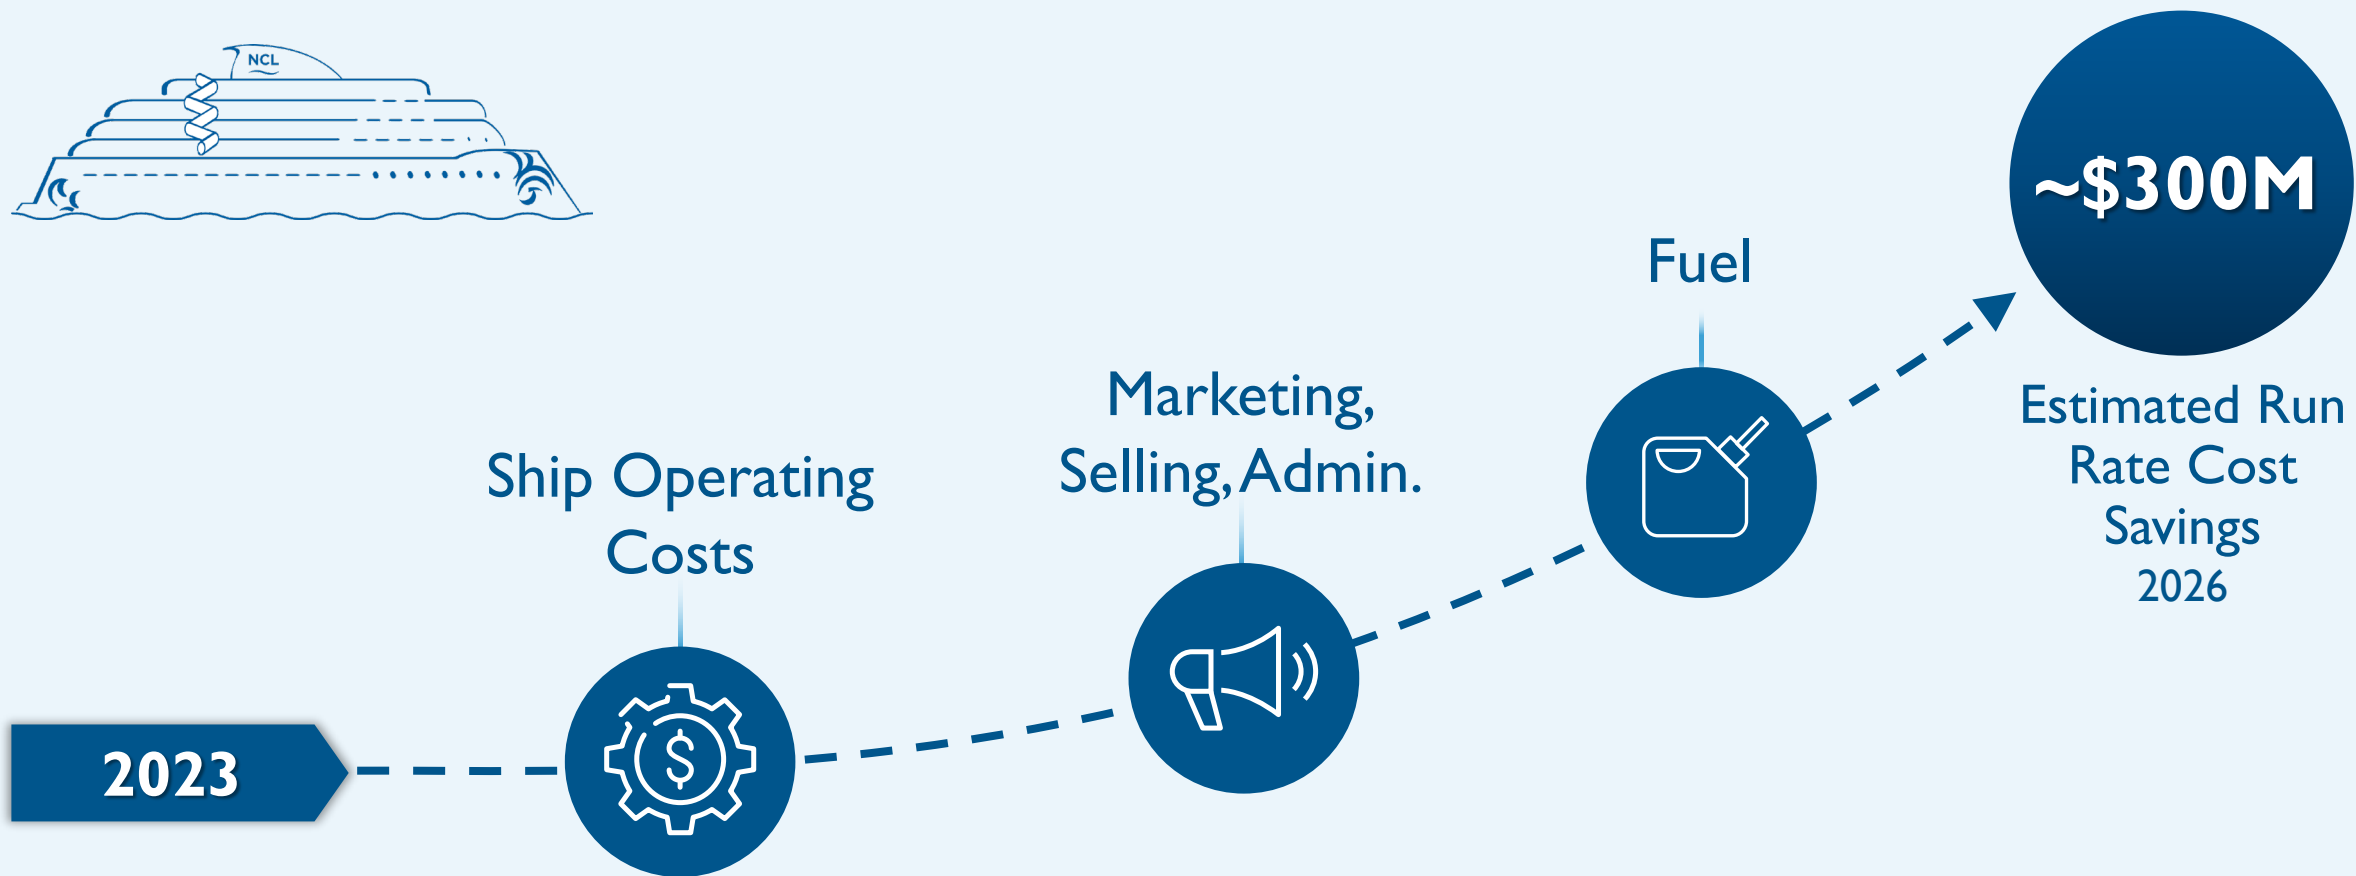 NCL
~$300M
Fuel
Estimated Run
Rate Cost
Savings
2026
Marketing,
Selling, Admin.
Ship Operating
Costs
2023
$